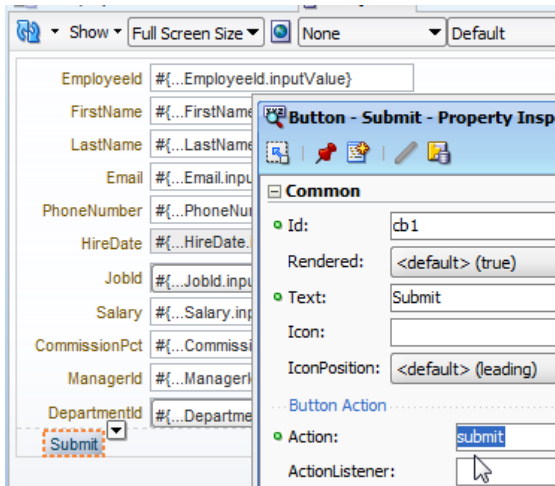 Show Full Screen Size None Default
EmployeeId #{...EmployeeId.inputValue}
FirstName #{...FirstName
LastName #{...LastName
Email #{...Email.inpu
PhoneNumber #{...PhoneNu
HireDate #{...HireDate.
JobId #{...JobId.inpu
Salary #{...Salary.inp
CommissionPct #{...Commissi
ManagerId #{...ManagerI
DepartmentId #{...Departme
Submit
Button - Submit - Property Insp
Common
Id: cb1
Rendered: <default> (true)
Text: Submit
Icon:
IconPosition: <default> (leading)
Button Action
Action: submit
ActionListener: